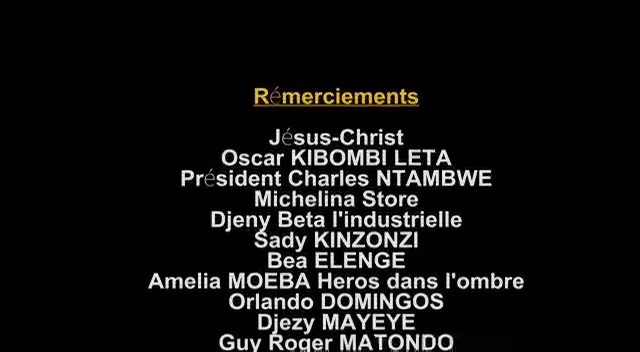 Rémerciements
Jésus-Christ
Oscar KIBOMBI LETA
Président Charles NTAMBWE
Michelina Store
Djeny Beta l'industrielle
Sady KINZONZI
Bea ELENGE
Amelia MOEBA Heros dans l'ombre
Orlando DOMINGOS
Djezy MAYEYE
Guy Roger MATONDO